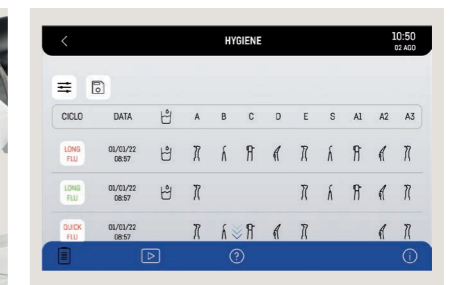 HYGIENE
10:50
02 AGO
CICLO DATA A B C D E S A1 A2 A3
LONG FLU 01/01/22 08:57
LONG FLU 01/01/22 08:57
QUICK FLU 01/01/22 08:57